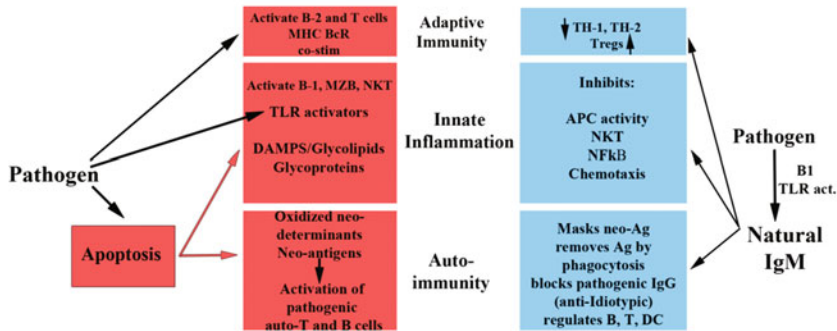 Pathogen
Apoptosis
Activate B-2 and T cells
MHC BcR
co-stim
Activate B-1, MZB, NKT
TLR activators
DAMPS/Glycolipids
Glycoproteins
Oxidized neo-
determinants
Neo-antigens
Activation of
pathogenic
auto-T and B cells
Adaptive
Immunity
Innate
Inflammation
Auto-
immunity
TH-1, TH-2
Tregs
Inhibits:
APC activity
NKT
NFkB
Chemotaxis
Masks neo-Ag
removes Ag by
phagocytosis
blocks pathogenic IgG
(anti-Idiotypic)
regulates B, T, DC
Pathogen
B1
TLR act.
Natural
IgM